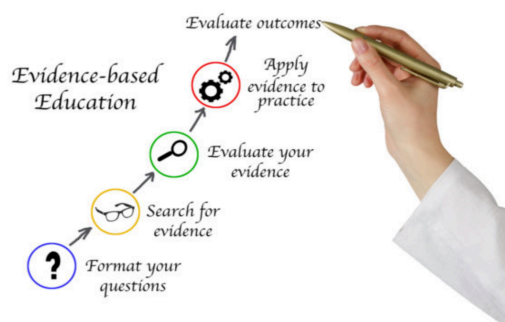 Evaluate outcomes
Evidence-based
Education
Apply
evidence to
practice
Evaluate your
evidence
Search for
evidence
Format your
questions